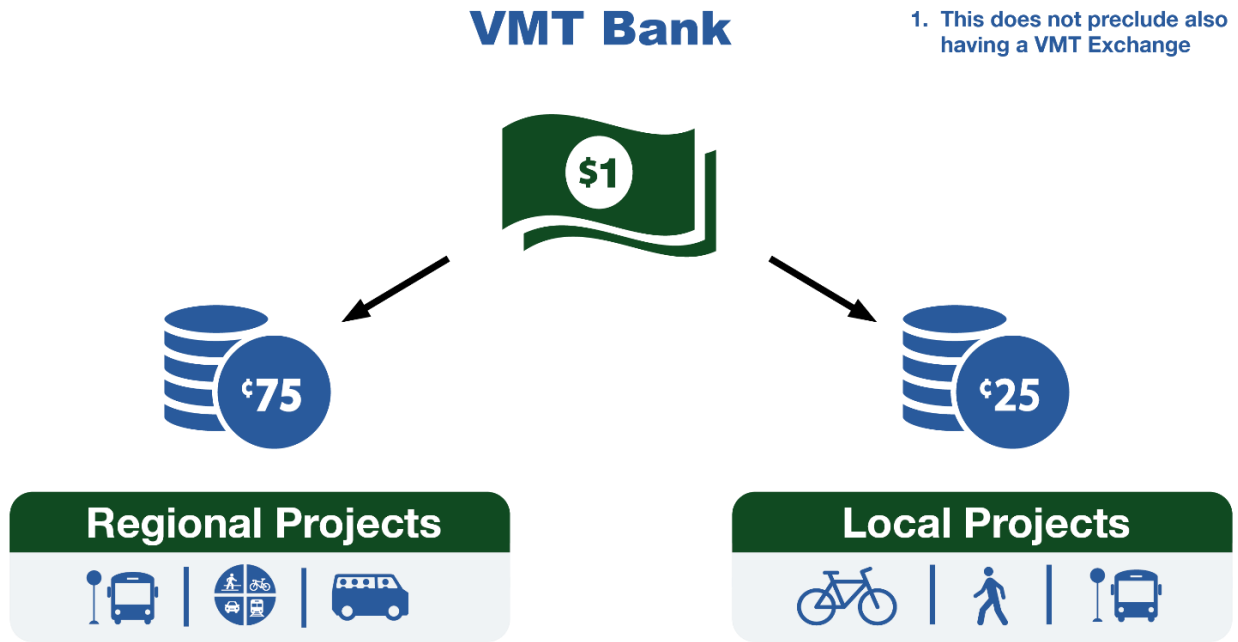 VMT Bank
1. This does not preclude also
having a VMT Exchange
$1
¢75
¢25
Regional Projects
Local Projects